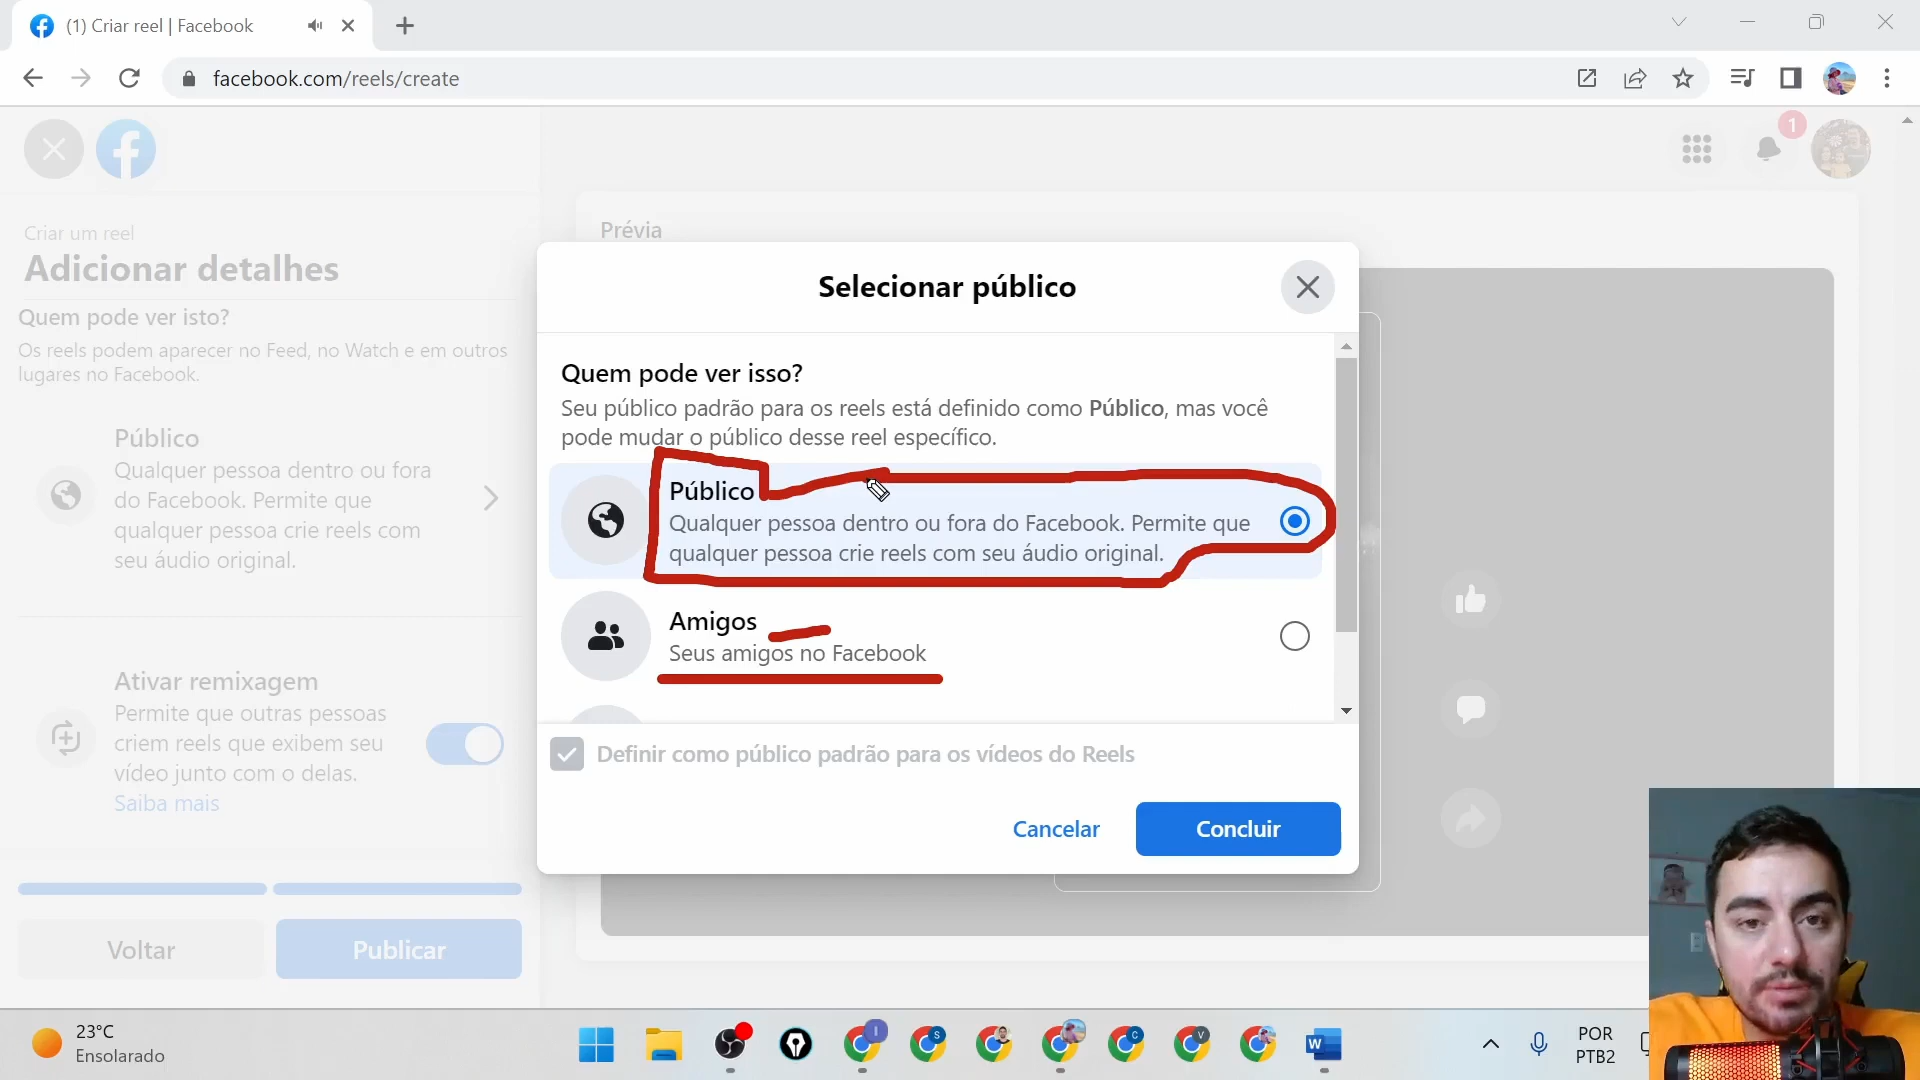 (1) Criar reel | Facebook
facebook.com/reels/create
1
Criar um reel
Adicionar detalhes
Quem pode ver isto?
Os reels podem aparecer no Feed, no Watch e em outros
lugares no Facebook.
Público
Qualquer pessoa dentro ou fora
do Facebook. Permite que
qualquer pessoa crie reels com
seu áudio original.
Ativar remixagem
Permite que outras pessoas
criem reels que exibem seu
vídeo junto com o delas.
Saiba mais
Voltar
Publicar
Prévia
Selecionar público
Quem pode ver isso?
Seu público padrão para os reels está definido como Público, mas você
pode mudar o público desse reel específico.
Público
Qualquer pessoa dentro ou fora do Facebook. Permite que
qualquer pessoa crie reels com seu áudio original.
Amigos
Seus amigos no Facebook
Definir como público padrão para os vídeos do Reels
Cancelar
Concluir
23°C
Ensolarado
I
S
C
V
W
POR
PTB2